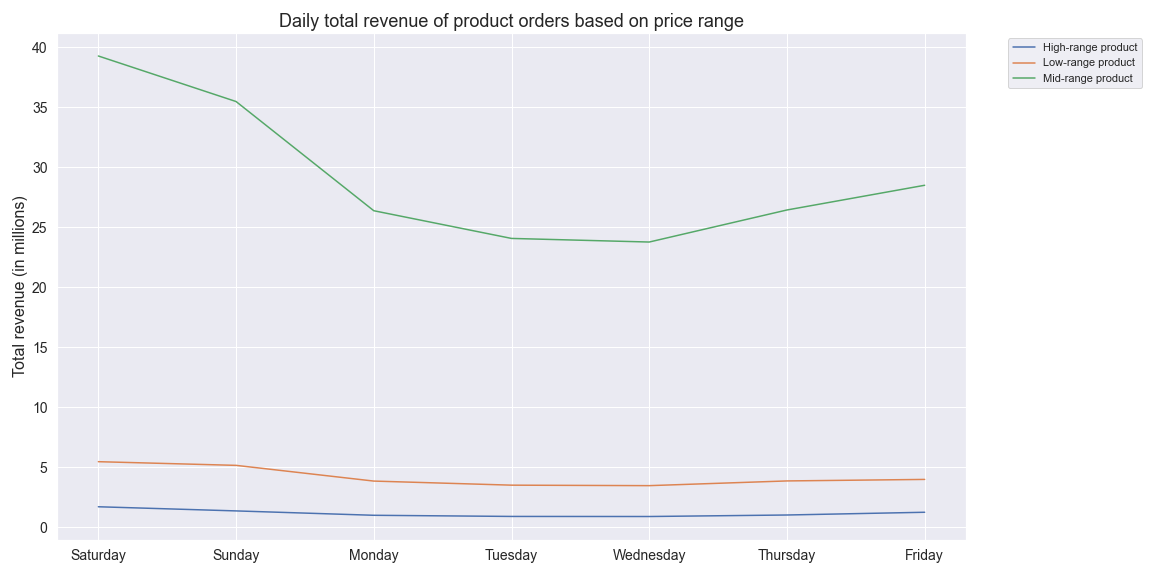 Daily total revenue of product orders based on price range
High-range product
Low-range product
Mid-range product
Total revenue (in millions)
40
35
30
25
20
15
10
5
0
Saturday Sunday Monday Tuesday Wednesday Thursday Friday